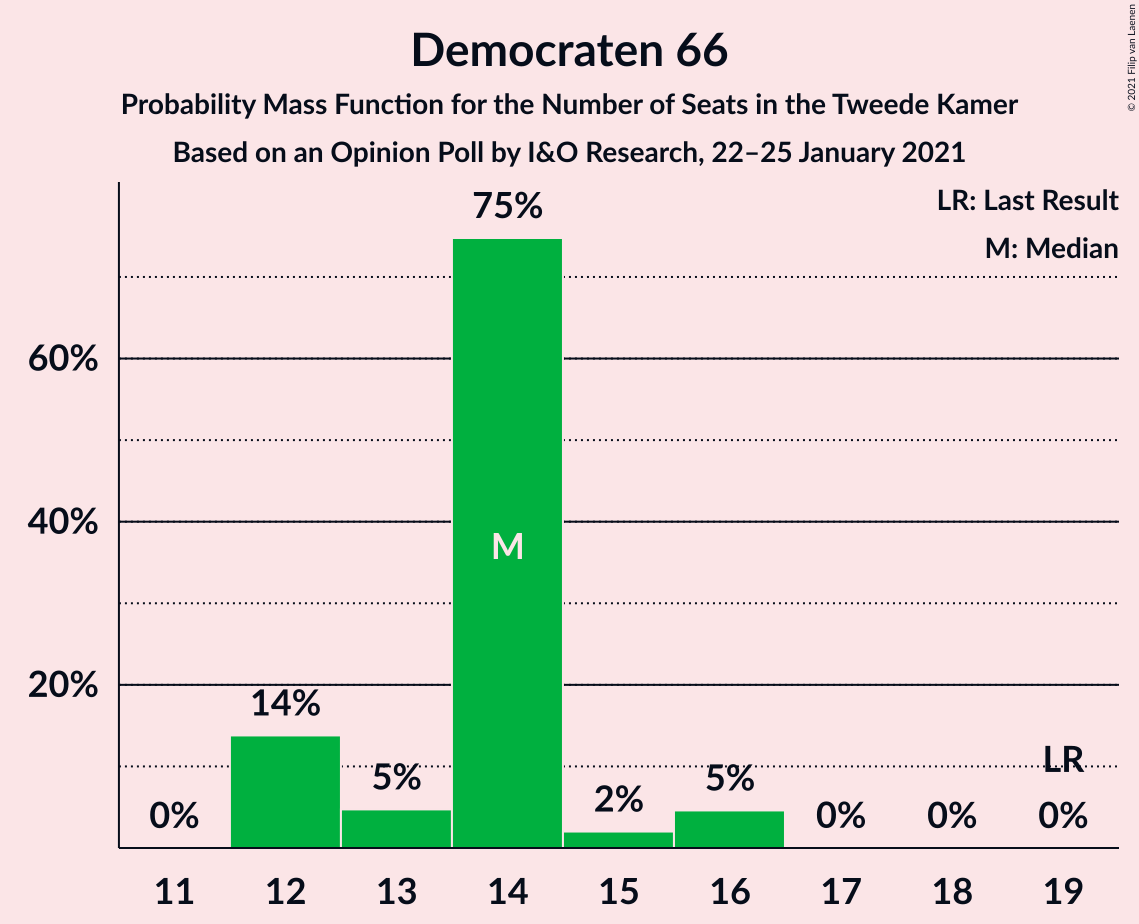 Democraten 66
Probability Mass Function for the Number of Seats in the Tweede Kamer
Based on an Opinion Poll by I&O Research, 22–25 January 2021
© 2021 Filip van Laenen
LR: Last Result
M: Median
75%
60%
40%
20%
M
14%
5%
2%
5%
LR
0%
0%
0%
0%
11 12 13 14 15 16 17 18 19